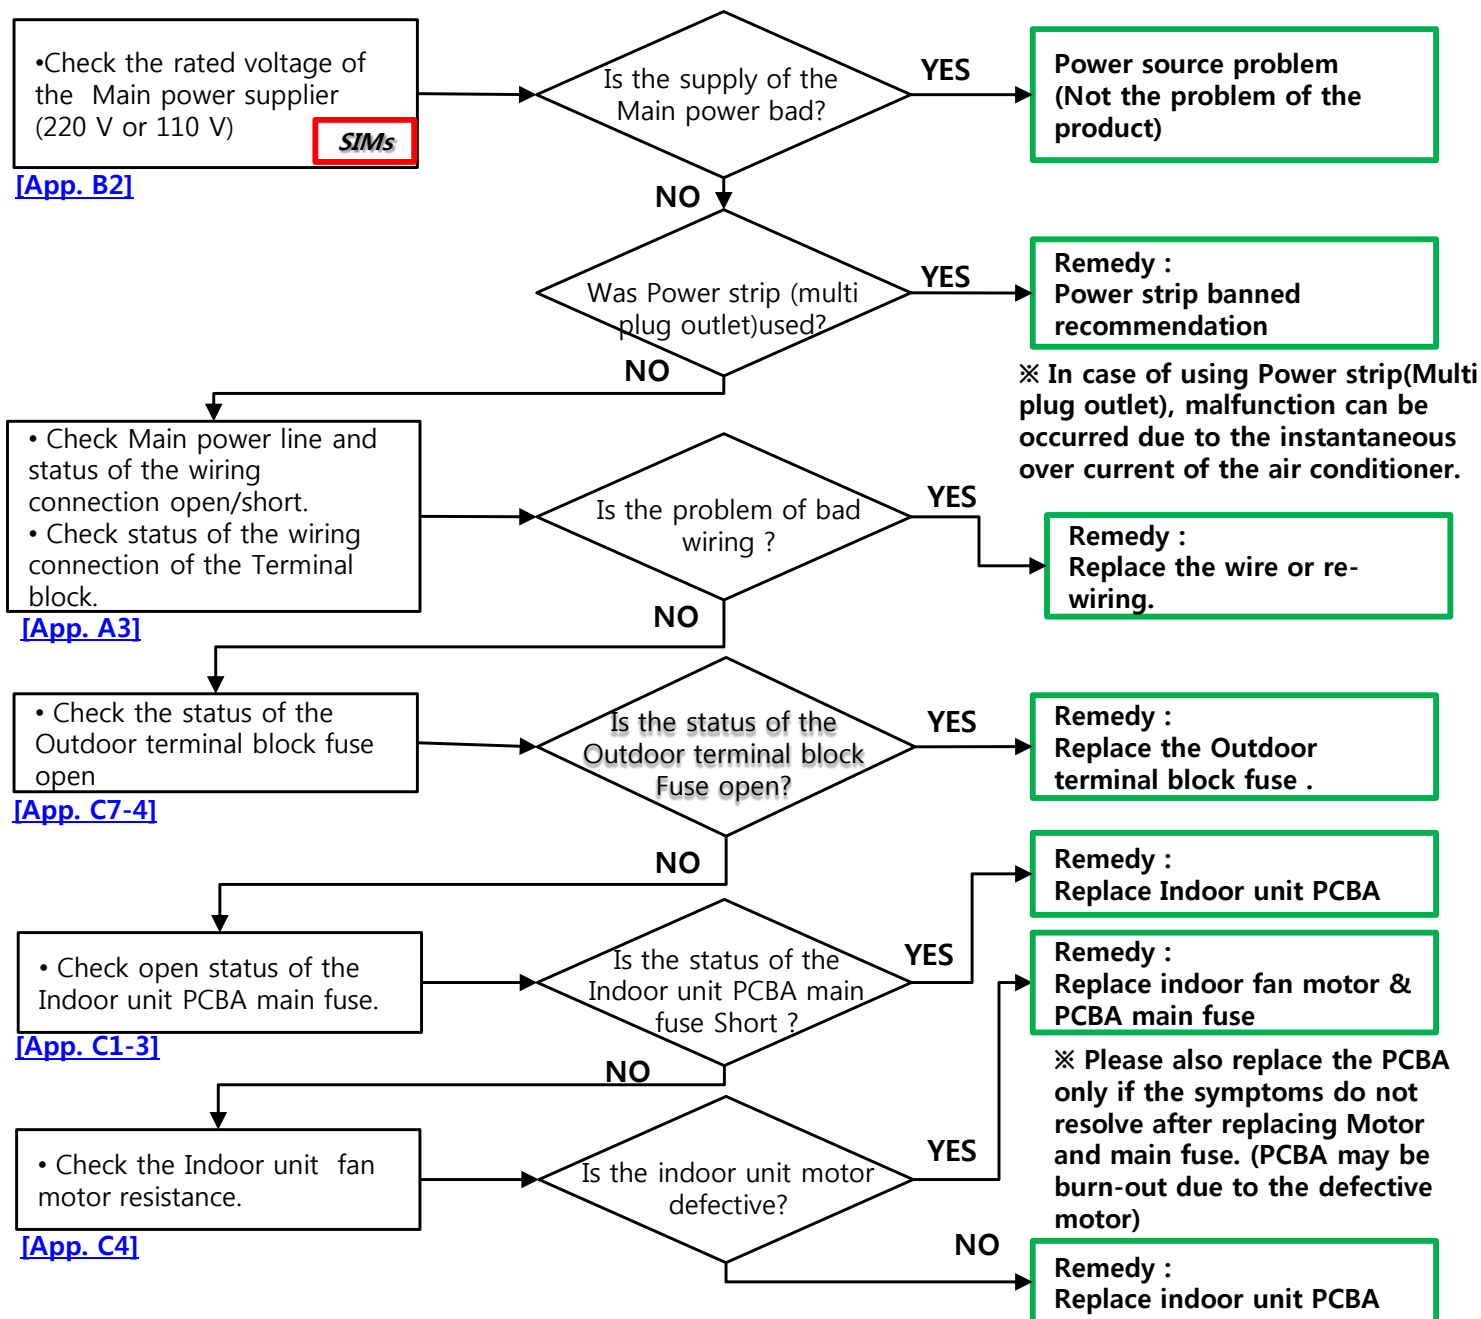 •Check the rated voltage of
the Main power supplier
(220 V or 110 V)
SIMs
[App. B2]
Is the supply of the
Main power bad?
YES
Power source problem
(Not the problem of the
product)
NO
Was Power strip (multi
plug outlet)used?
YES
Remedy :
Power strip banned
recommendation
※ In case of using Power strip(Multi
plug outlet), malfunction can be
occurred due to the instantaneous
over current of the air conditioner.
NO
• Check Main power line and
status of the wiring
connection open/short.
• Check status of the wiring
connection of the Terminal
block.
[App. A3]
Is the problem of bad
wiring ?
YES
Remedy :
Replace the wire or re-
wiring.
NO
• Check the status of the
Outdoor terminal block fuse
open
[App. C7-4]
Is the status of the
Outdoor terminal block
Fuse open?
YES
Remedy :
Replace the Outdoor
terminal block fuse .
NO
• Check open status of the
Indoor unit PCBA main fuse.
[App. C1-3]
Is the status of the
Indoor unit PCBA main
fuse Short ?
YES
Remedy :
Replace Indoor unit PCBA
NO
• Check the Indoor unit fan
motor resistance.
[App. C4]
Is the indoor unit motor
defective?
YES
Remedy :
Replace indoor fan motor &
PCBA main fuse
※ Please also replace the PCBA
only if the symptoms do not
resolve after replacing Motor
and main fuse. (PCBA may be
burn-out due to the defective
motor)
NO
Remedy :
Replace indoor unit PCBA